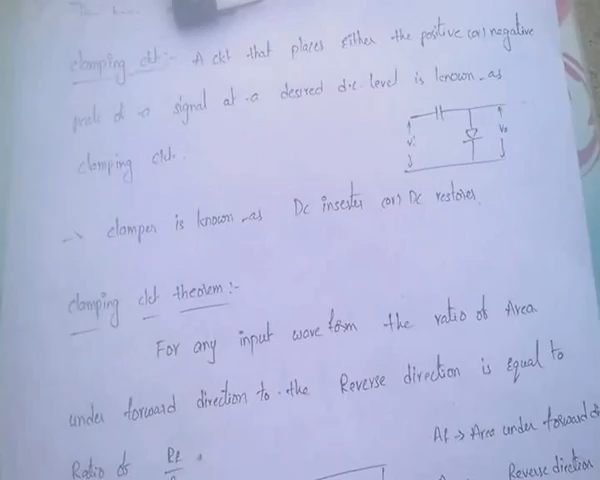 clamping ckt :- A ckt that places either the positive (or) negative
peak of a signal at a desired d.c level is known as
clamping ckt.
Vi
Vo
-> clamper is known as Dc inserter (or) Dc restorer.
clamping ckt theorem :-
For any input wave form the ratio of Area
under forward direction to the Reverse direction is equal to
Ratio of Rf
Af -> Area under forward
Reverse direction